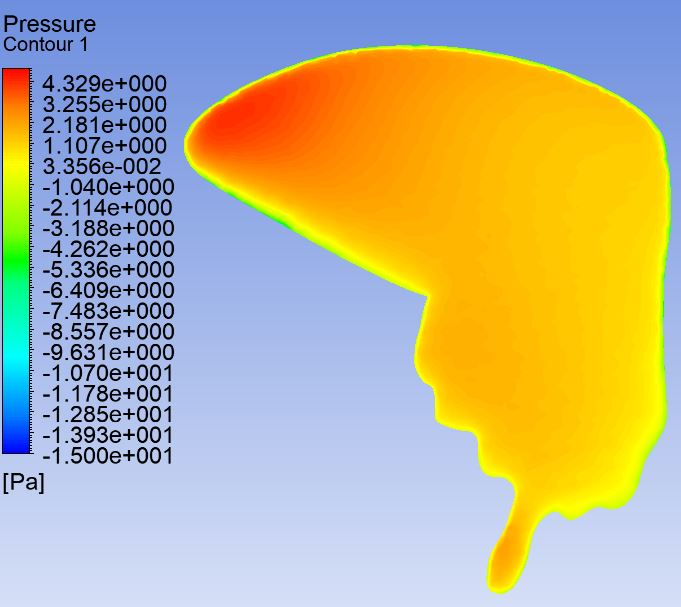 Pressure
Contour 1
4.329e+000
3.255e+000
2.181e+000
1.107e+000
3.356e-002
-1.040e+000
-2.114e+000
-3.188e+000
-4.262e+000
-5.336e+000
-6.409e+000
-7.483e+000
-8.557e+000
-9.631e+000
-1.070e+001
-1.178e+001
-1.285e+001
-1.393e+001
-1.500e+001
[Pa]